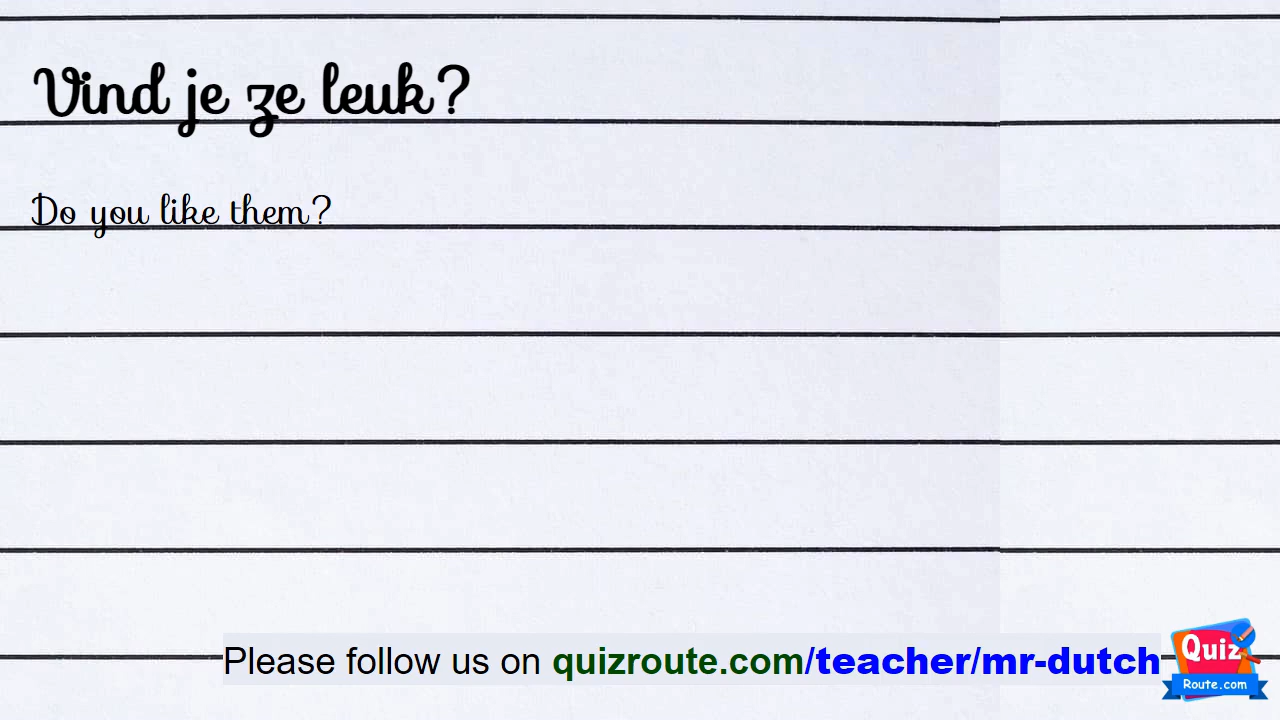 Vind je ze leuk?
Do you like them?
Please follow us on quizroute.com/teacher/mr-dutch
Quiz
Route.com